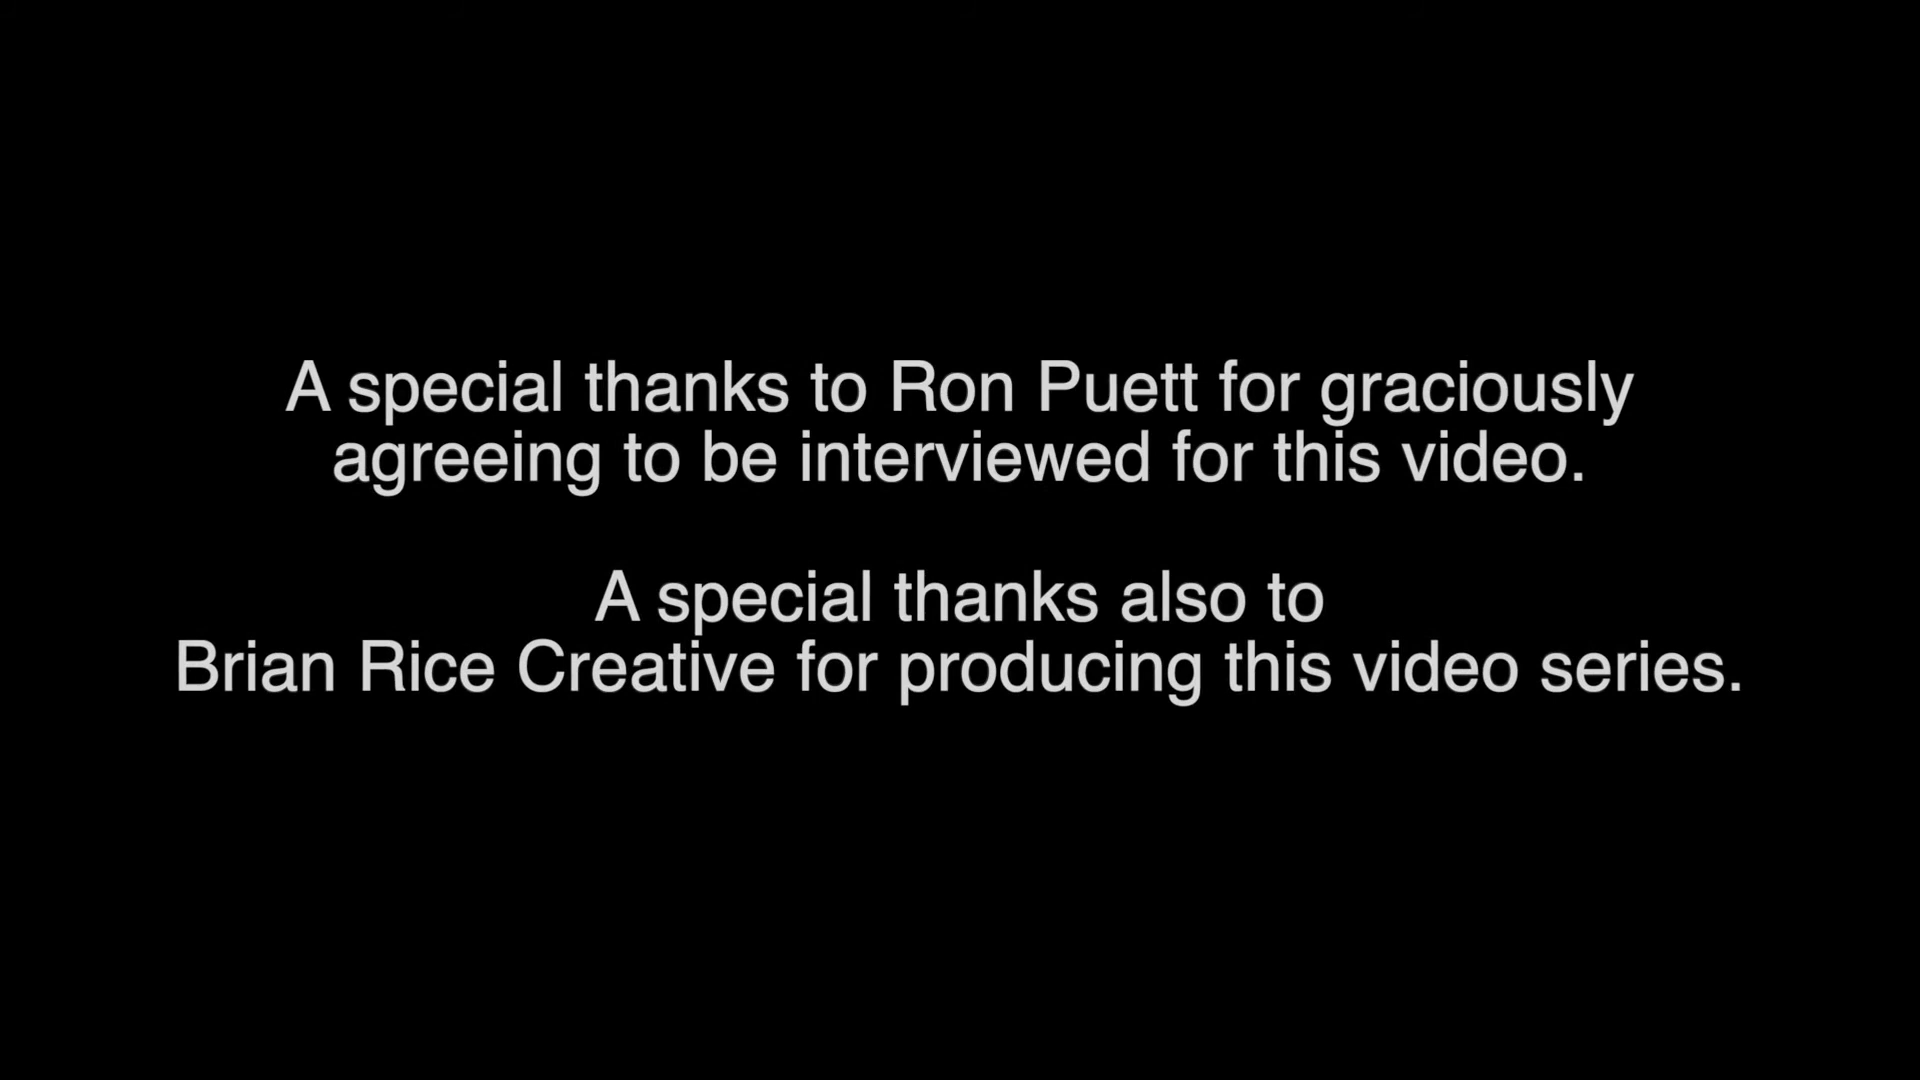 A special thanks to Ron Puett for graciously
agreeing to be interviewed for this video.
A special thanks also to
Brian Rice Creative for producing this video series.